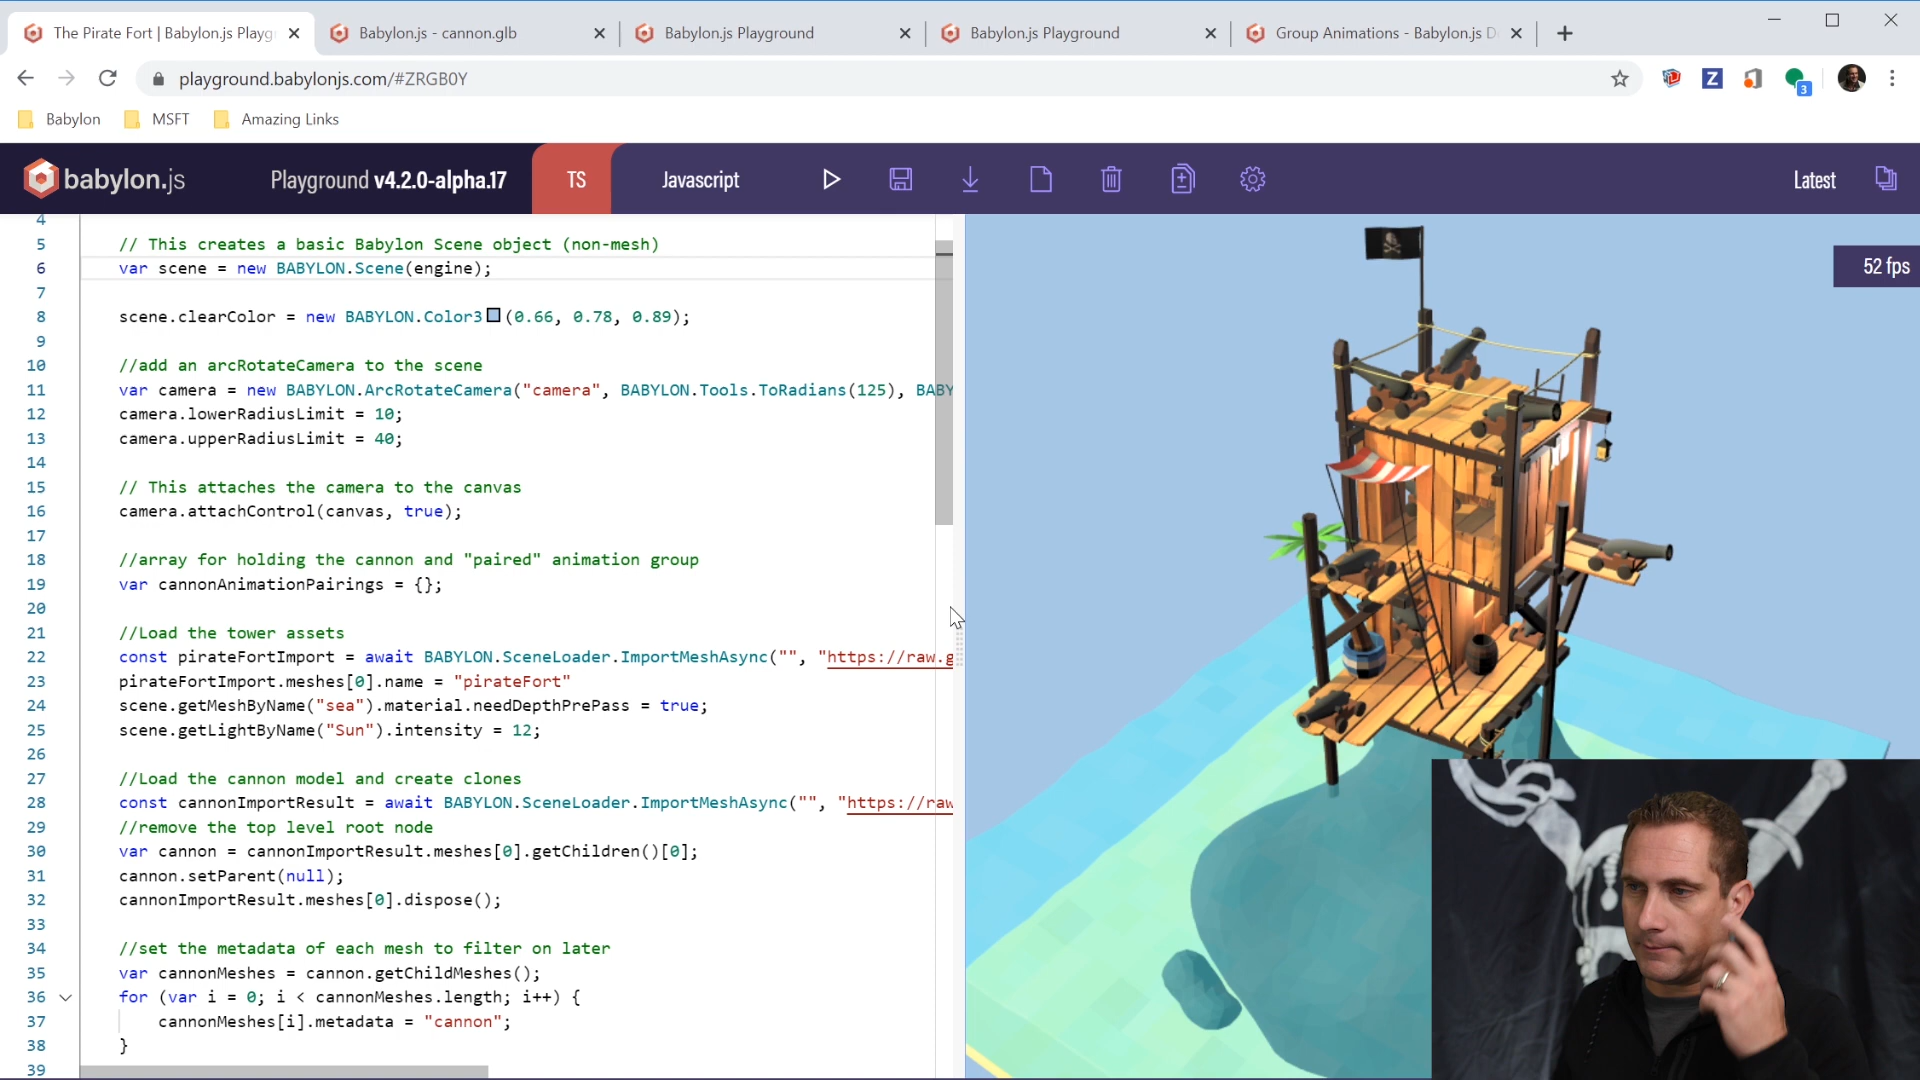 The Pirate Fort | Babylon.js Playg
Babylon.js - cannon.glb
Babylon.js Playground
Babylon.js Playground
Group Animations - Babylon.js D
playground.babylonjs.com/#ZRGB0Y
Z
3
Babylon
MSFT
Amazing Links
babylon.js
Playground v4.2.0-alpha.17
TS
Javascript
Latest
52 fps
4
5 // This creates a basic Babylon Scene object (non-mesh)
6 var scene = new BABYLON.Scene(engine);
7
8 scene.clearColor = new BABYLON.Color3(0.66, 0.78, 0.89);
9
10 //add an arcRotateCamera to the scene
11 var camera = new BABYLON.ArcRotateCamera("camera", BABYLON.Tools.ToRadians(125), BABY
12 camera.lowerRadiusLimit = 10;
13 camera.upperRadiusLimit = 40;
14
15 // This attaches the camera to the canvas
16 camera.attachControl(canvas, true);
17
18 //array for holding the cannon and "paired" animation group
19 var cannonAnimationPairings = {};
20
21 //Load the tower assets
22 const pirateFortImport = await BABYLON.SceneLoader.ImportMeshAsync("", "https://raw.g
23 pirateFortImport.meshes[0].name = "pirateFort"
24 scene.getMeshByName("sea").material.needDepthPrePass = true;
25 scene.getLightByName("Sun").intensity = 12;
26
27 //Load the cannon model and create clones
28 const cannonImportResult = await BABYLON.SceneLoader.ImportMeshAsync("", "https://raw
29 //remove the top level root node
30 var cannon = cannonImportResult.meshes[0].getChildren()[0];
31 cannon.setParent(null);
32 cannonImportResult.meshes[0].dispose();
33
34 //set the metadata of each mesh to filter on later
35 var cannonMeshes = cannon.getChildMeshes();
36 for (var i = 0; i < cannonMeshes.length; i++) {
37 cannonMeshes[i].metadata = "cannon";
38 }
39